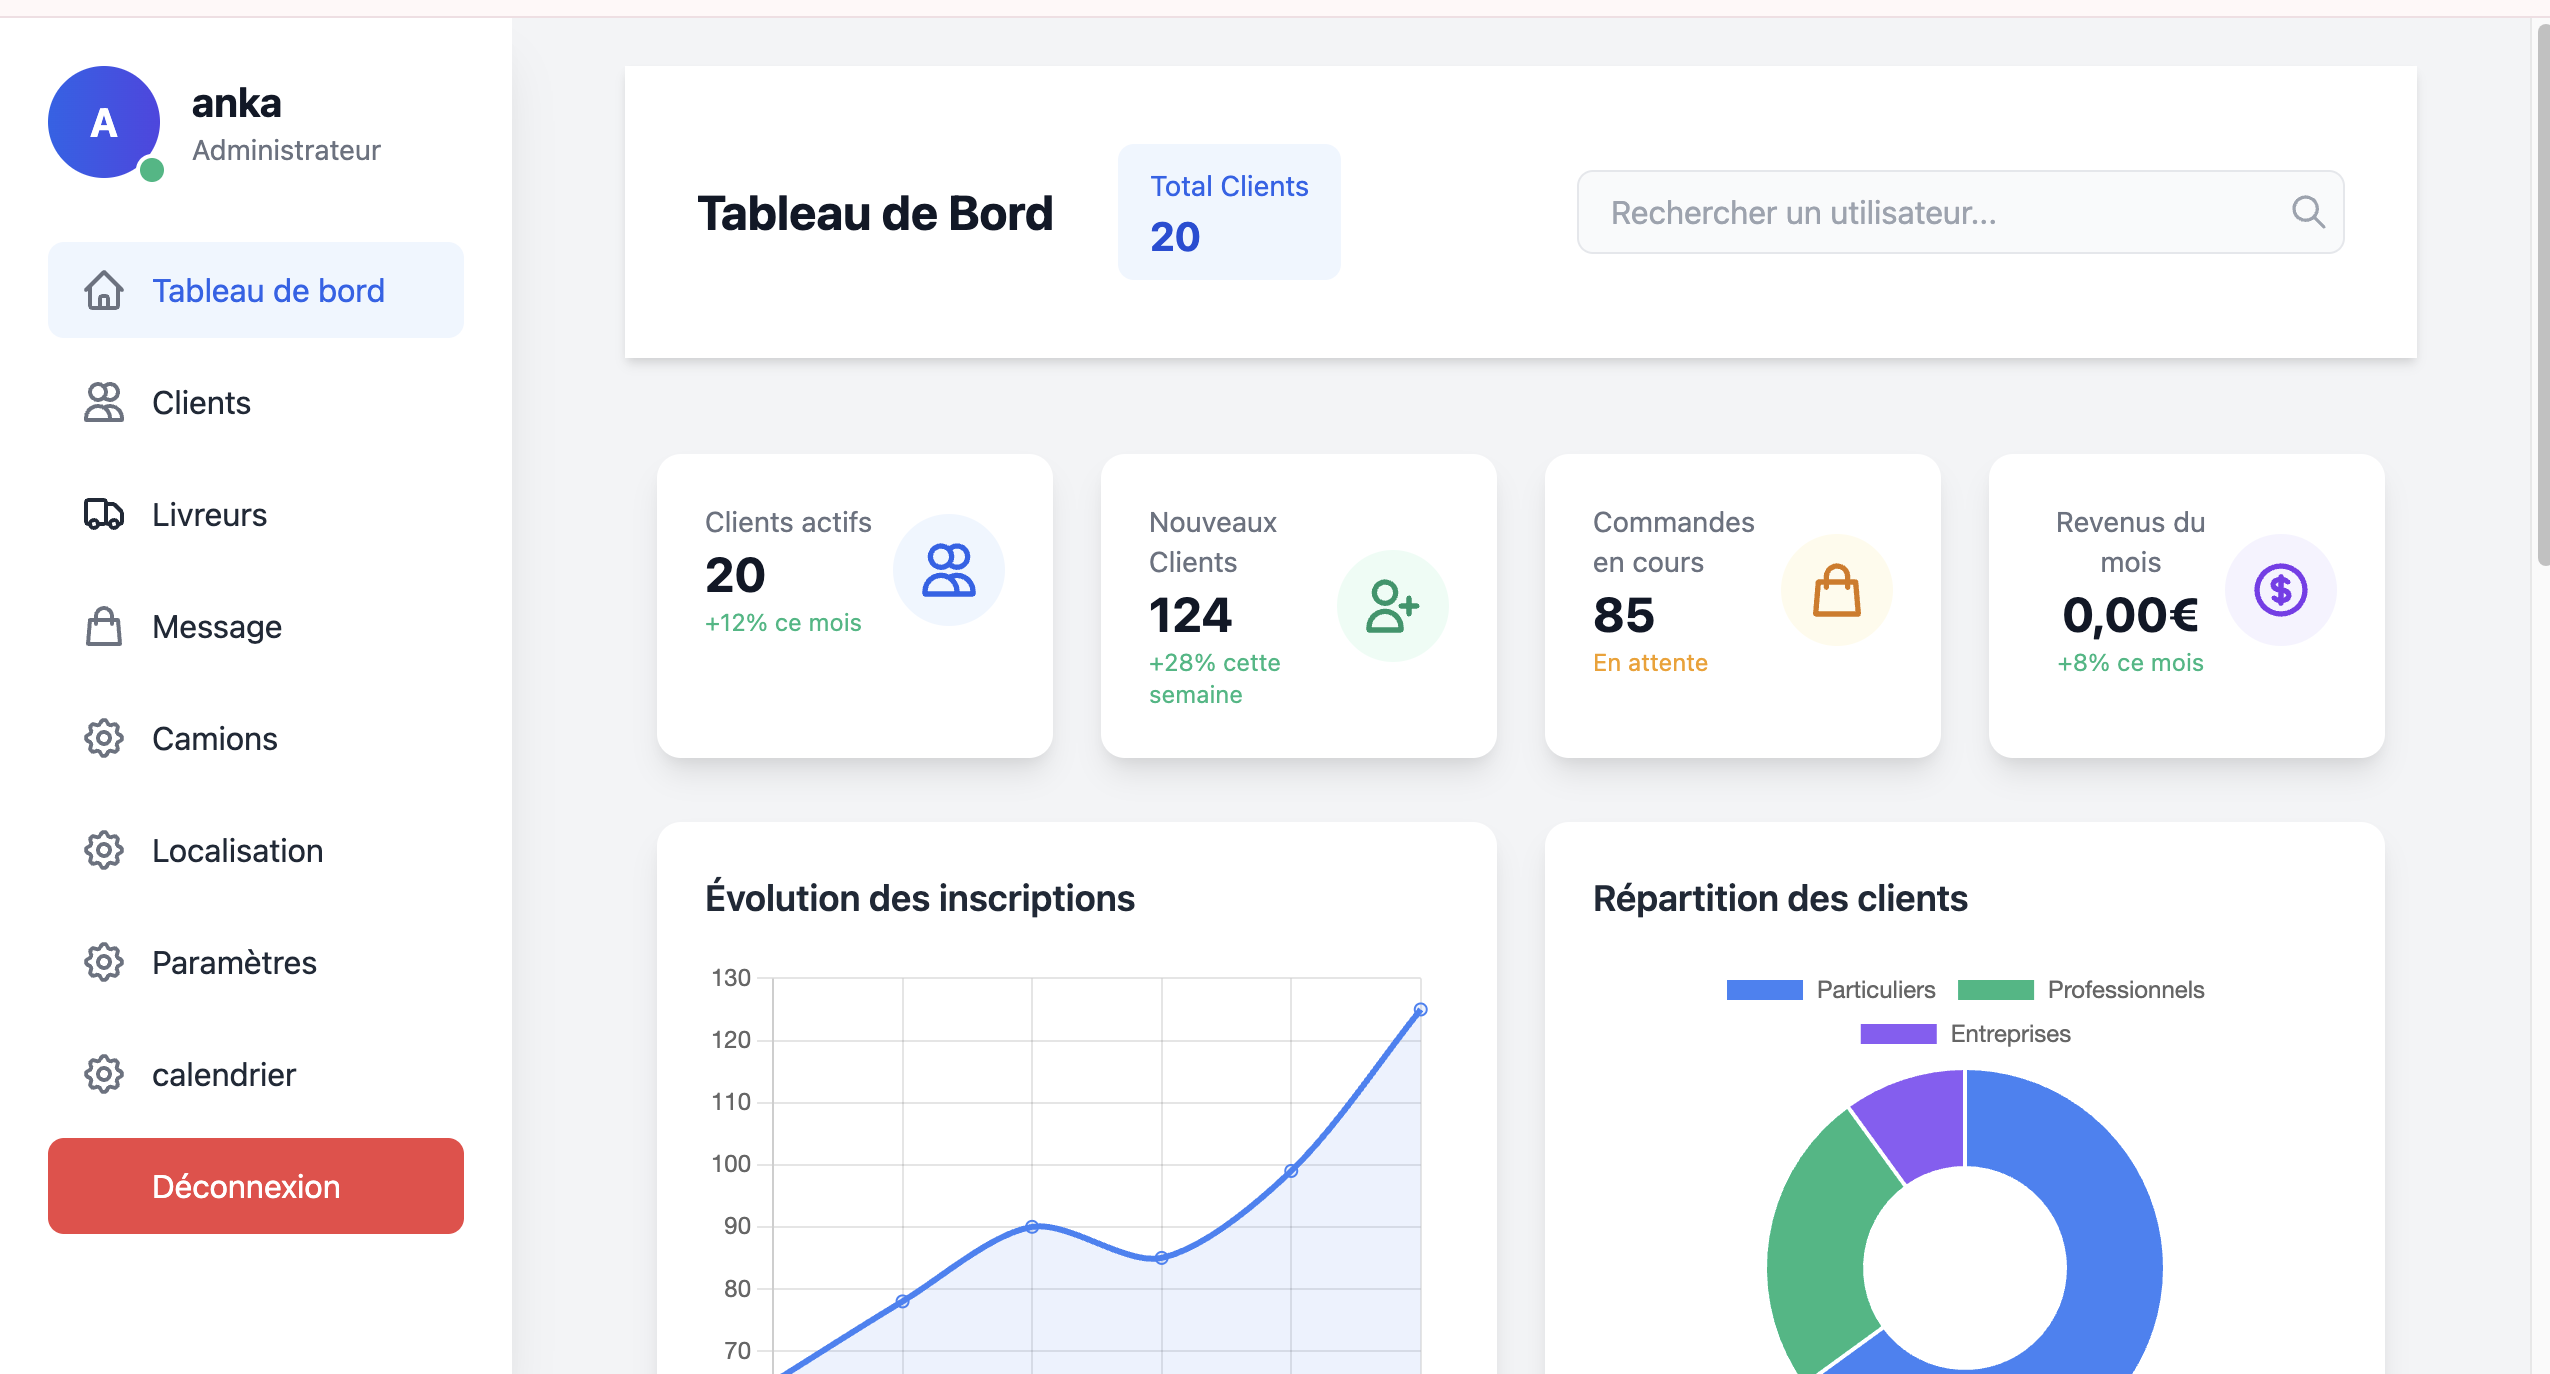 A
anka
Administrateur
Tableau de bord
Clients
Livreurs
Message
Camions
Localisation
Paramètres
calendrier
Déconnexion
Tableau de Bord
Total Clients
20
Rechercher un utilisateur...
Clients actifs
20
+12% ce mois
Nouveaux
Clients
124
+28% cette
semaine
Commandes
en cours
85
En attente
Revenus du
mois
0,00€
+8% ce mois
Évolution des inscriptions
130
120
110
100
90
80
70
Répartition des clients
Particuliers
Professionnels
Entreprises